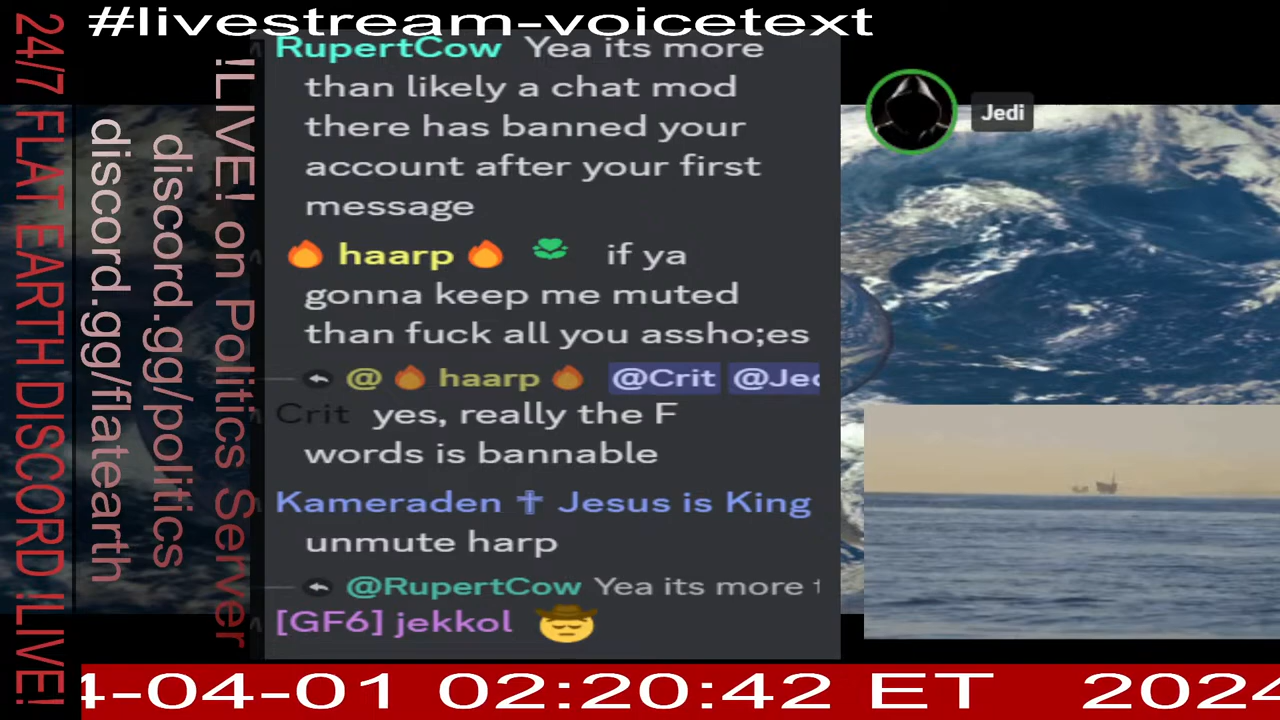 #livestream-voicetext
24/7 FLAT EARTH DISCORD !LIVE!
discord.gg/flatearth
discord.gg/politics
!LIVE! on Politics Server
RupertCow Yea its more
than likely a chat mod
there has banned your
account after your first
message
🔥 haarp 🔥 if ya
gonna keep me muted
than fuck all you assho;es
@🔥 haarp 🔥 @Crit @Jed
Crit yes, really the F
words is bannable
Kameraden ✝ Jesus is King
unmute harp
@RupertCow Yea its more t
[GF6] jekkol 🤠
Jedi
4-04-01 02:20:42 ET 2024